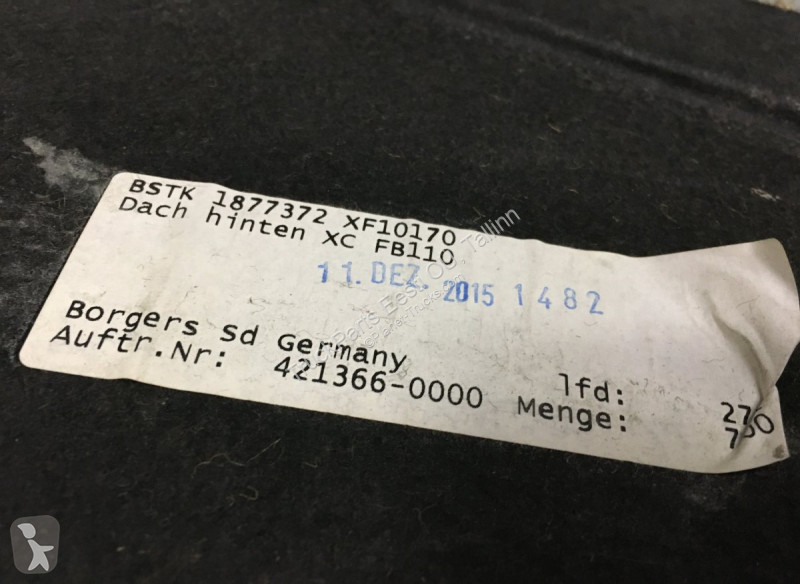 BSTK 1877372 XF10170
Dach hinten XC FB110
11. DEZ. 2015 1482
Borgers Sd Germany
Auftr.Nr: 421366-0000
lfd: 270
Menge: